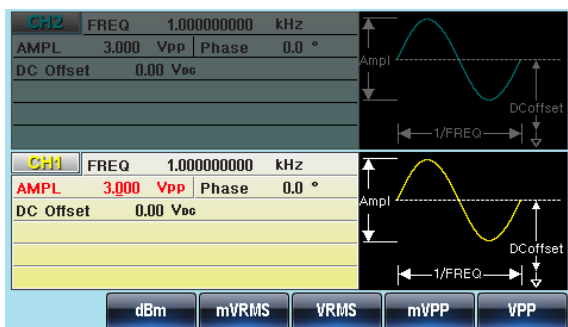 CH2 FREQ 1.000000000 kHz
AMPL 3.000 Vpp Phase 0.0 °
DC Offset 0.00 VDC
Ampl
DCoffset
1/FREQ
CH1 FREQ 1.000000000 kHz
AMPL 3.000 Vpp Phase 0.0 °
DC Offset 0.00 VDC
Ampl
DCoffset
1/FREQ
dBm mVRMS VRMS mVPP VPP